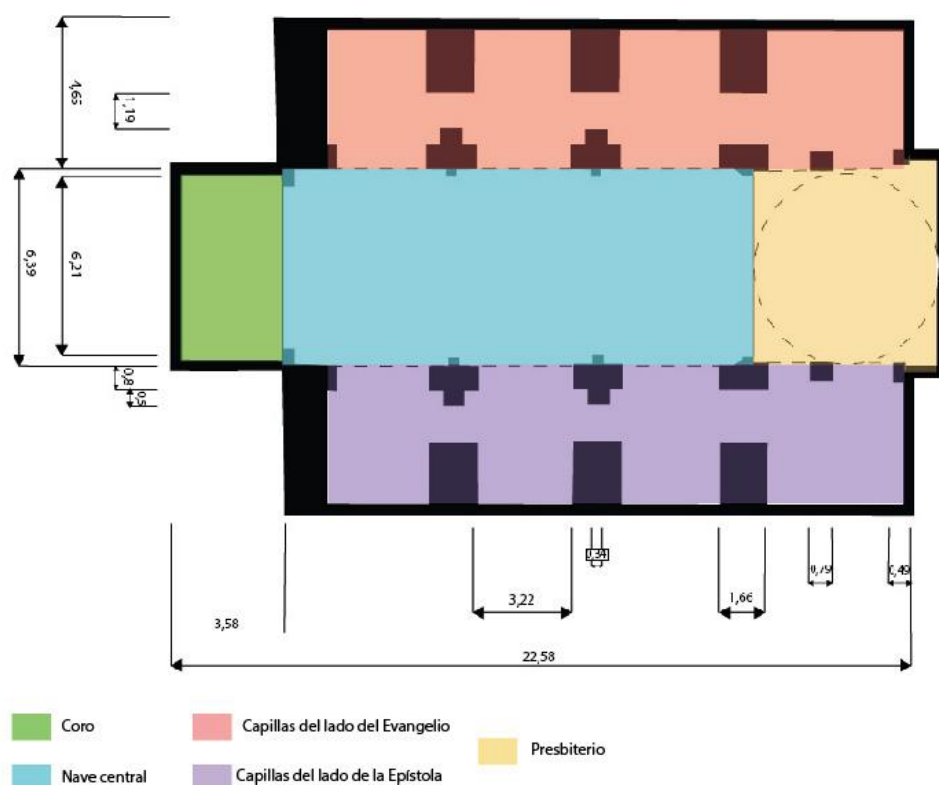 4,65
1,19
6,39
6,21
0,8
0,5
0,34
0,79
0,49
3,22
1,66
3,58
22,58
Coro
Capillas del lado del Evangelio
Presbiterio
Nave central
Capillas del lado de la Epístola